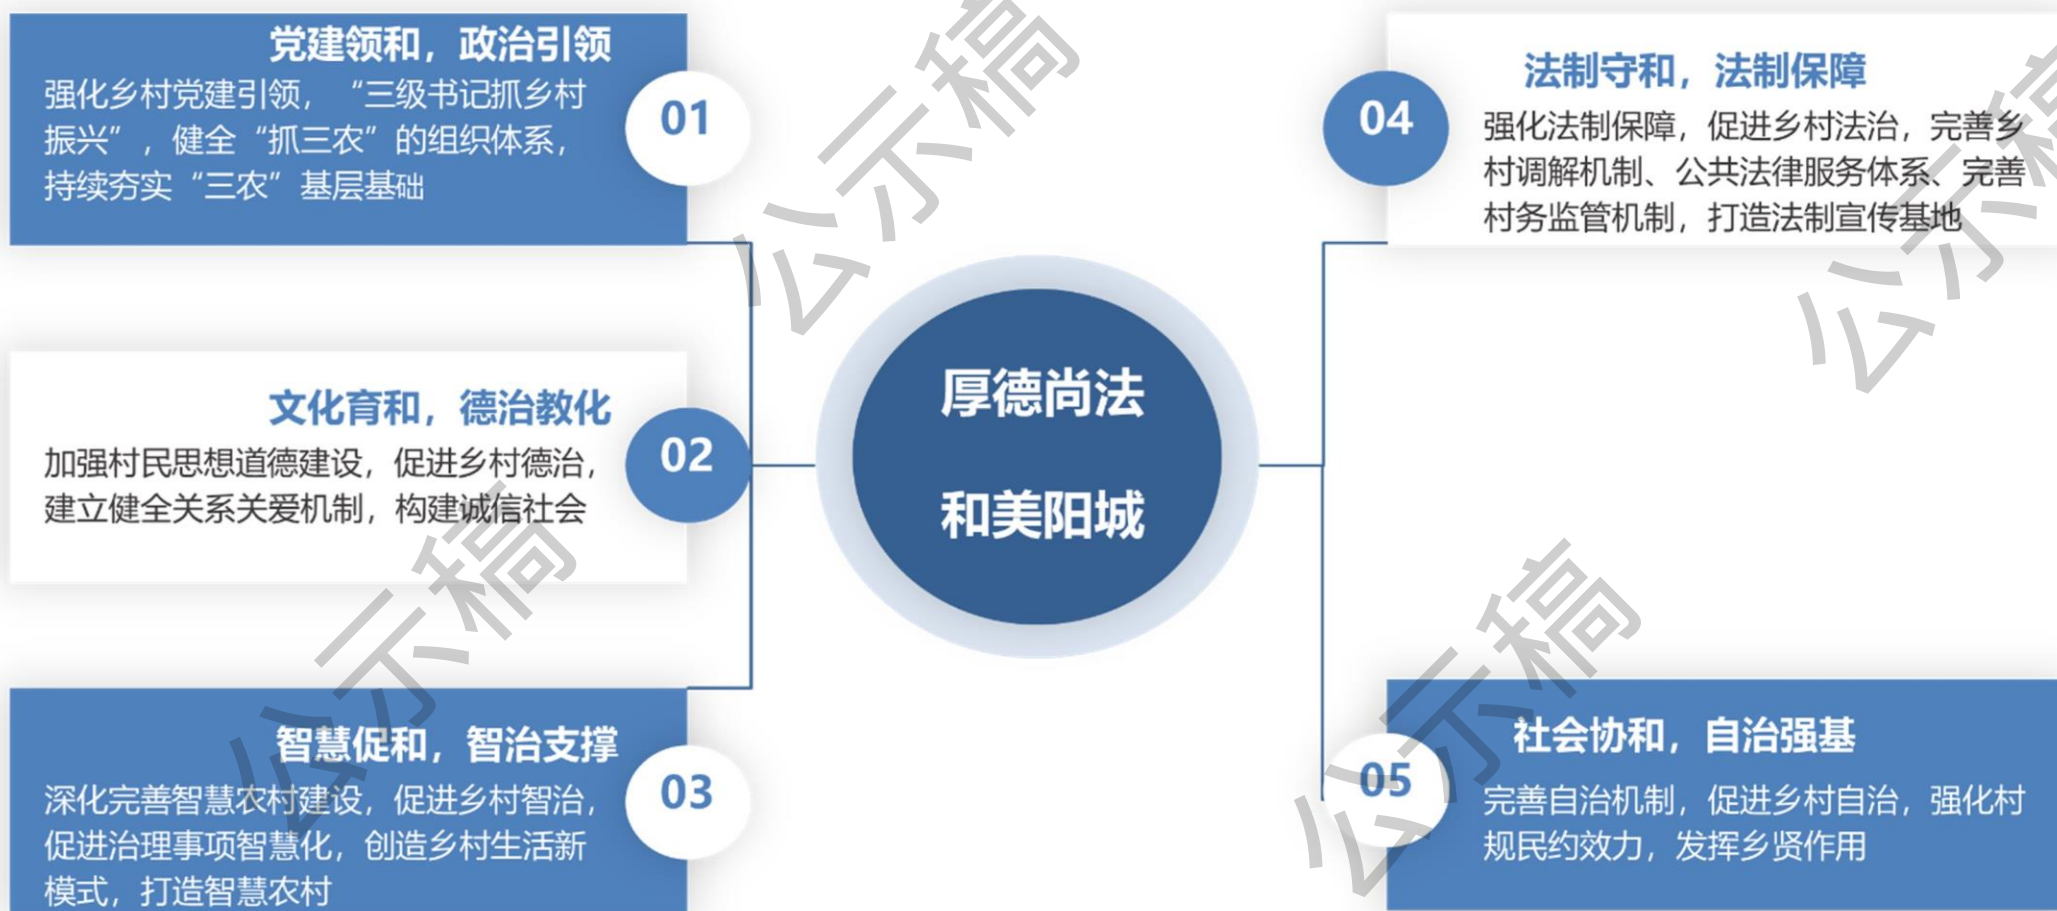 党建领和，政治引领
强化乡村党建引领，“三级书记抓乡村
振兴”，健全“抓三农”的组织体系，
持续夯实“三农”基层基础
01
文化育和，德治教化
加强村民思想道德建设，促进乡村德治，
建立健全关系关爱机制，构建诚信社会
02
智慧促和，智治支撑
深化完善智慧农村建设，促进乡村智治，
促进治理事项智慧化，创造乡村生活新
模式，打造智慧农村
03
厚德尚法
和美阳城
04
法制守和，法制保障
强化法制保障，促进乡村法治，完善乡
村调解机制、公共法律服务体系、完善
村务监管机制，打造法制宣传基地
05
社会协和，自治强基
完善自治机制，促进乡村自治，强化村
规民约效力，发挥乡贤作用
公示稿
公示稿
公示稿
公示稿